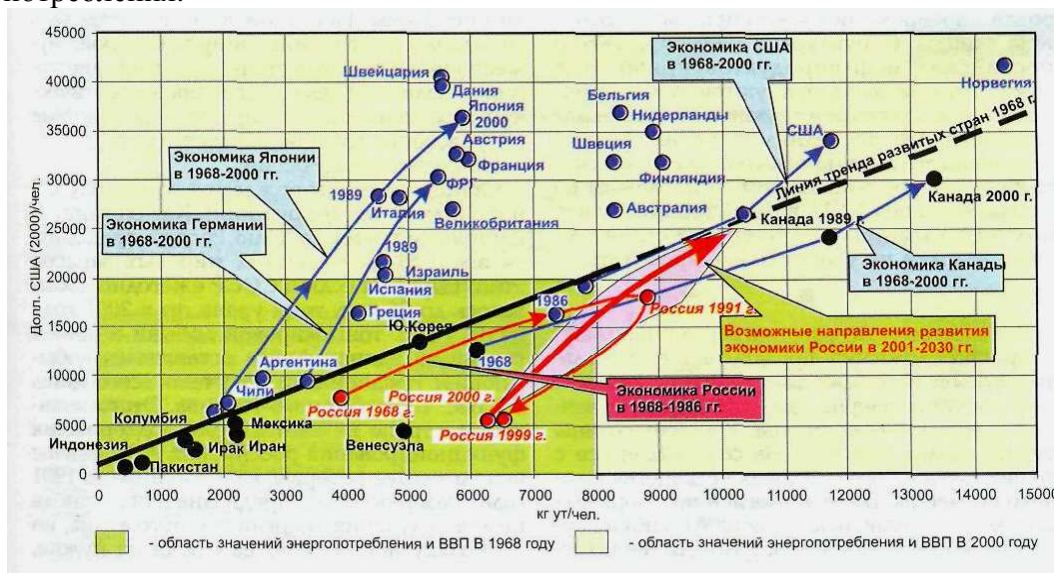 потребления.
45000
40000
35000
30000
25000
20000
15000
10000
5000
0
Долл. США (2000)/чел.
Швейцария
Дания
Япония
2000
Австрия
Франция
ФРГ
1989
Италия
Великобритания
1989
Израиль
Испания
Греция
Экономика Японии
в 1968-2000 гг.
Экономика Германии
в 1968-2000 гг.
Экономика США
в 1968-2000 гг.
Бельгия
Нидерланды
Швеция
Финляндия
Австралия
США
Норвегия
Линия тренда развитых стран 1968 г.
Канада 2000 г.
Канада 1989 г.
Экономика Канады
в 1968-2000 гг.
1986
Россия 1991 г.
Возможные направления развития
экономики России в 2001-2030 гг.
Ю.Корея
1968
Аргентина
Чили
Россия 1968 г.
Россия 2000 г.
Россия 1999 г.
Экономика России
в 1968-1986 гг.
Колумбия
Мексика
Индонезия
Ирак
Иран
Пакистан
Венесуэла
0
1000
2000
3000
4000
5000
6000
7000
8000
9000
10000
11000
12000
13000
14000
15000
кг ут/чел.
- область значений энергопотребления и ВВП В 1968 году
- область значений энергопотребления и ВВП В 2000 году